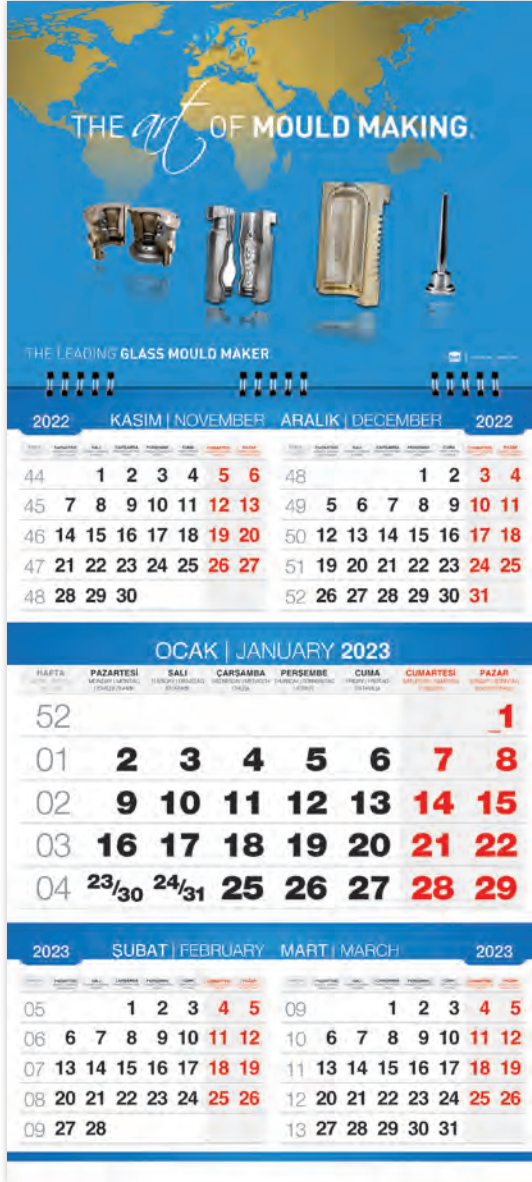 THE art OF MOULD MAKING.
THE LEADING GLASS MOULD MAKER
2022 KASIM | NOVEMBER ARALIK | DECEMBER 2022
44 1 2 3 4 5 6 48 1 2 3 4
45 7 8 9 10 11 12 13 49 5 6 7 8 9 10 11
46 14 15 16 17 18 19 20 50 12 13 14 15 16 17 18
47 21 22 23 24 25 26 27 51 19 20 21 22 23 24 25
48 28 29 30 52 26 27 28 29 30 31
OCAK | JANUARY 2023
HAFTA PAZARTESİ SALI ÇARŞAMBA PERŞEMBE CUMA CUMARTESİ PAZAR
52 1
01 2 3 4 5 6 7 8
02 9 10 11 12 13 14 15
03 16 17 18 19 20 21 22
04 23/30 24/31 25 26 27 28 29
2023 ŞUBAT | FEBRUARY MART | MARCH 2023
05 1 2 3 4 5 09 1 2 3 4 5
06 6 7 8 9 10 11 12 10 6 7 8 9 10 11 12
07 13 14 15 16 17 18 19 11 13 14 15 16 17 18 19
08 20 21 22 23 24 25 26 12 20 21 22 23 24 25 26
09 27 28 13 27 28 29 30 31